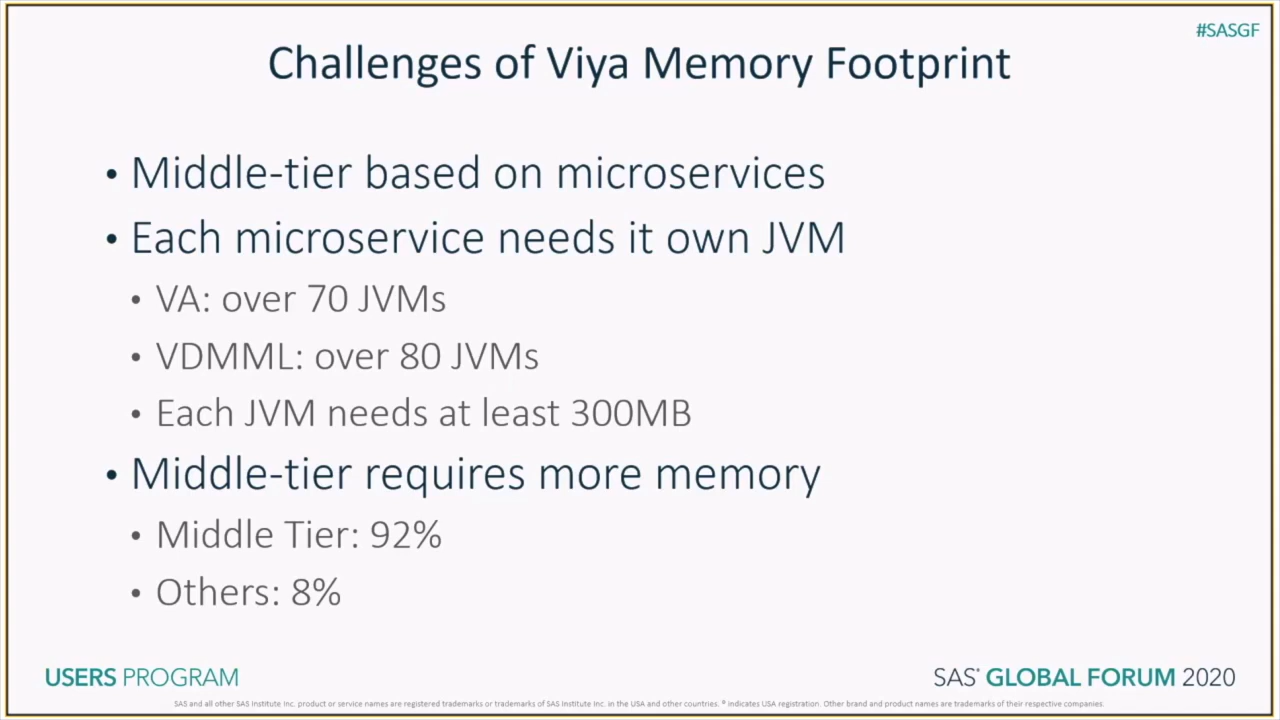 #SASGF
Challenges of Viya Memory Footprint
• Middle-tier based on microservices
• Each microservice needs it own JVM
• VA: over 70 JVMs
• VDMML: over 80 JVMs
• Each JVM needs at least 300MB
• Middle-tier requires more memory
• Middle Tier: 92%
• Others: 8%
USERS PROGRAM
SAS® GLOBAL FORUM 2020
SAS and all other SAS Institute Inc. product or service names are registered trademarks or trademarks of SAS Institute Inc. in the USA and other countries. ® indicates USA registration. Other brand and product names are trademarks of their respective companies.